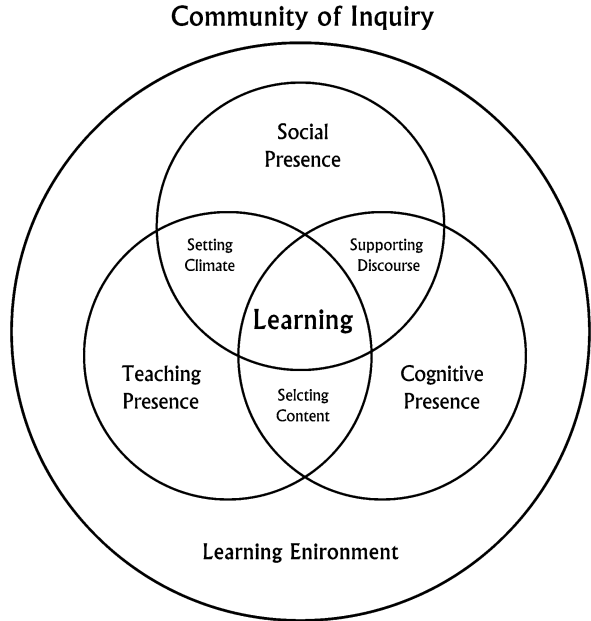 Community of Inquiry
Social
Presence
Setting
Climate
Supporting
Discourse
Learning
Teaching
Presence
Cognitive
Presence
Selcting
Content
Learning Enironment